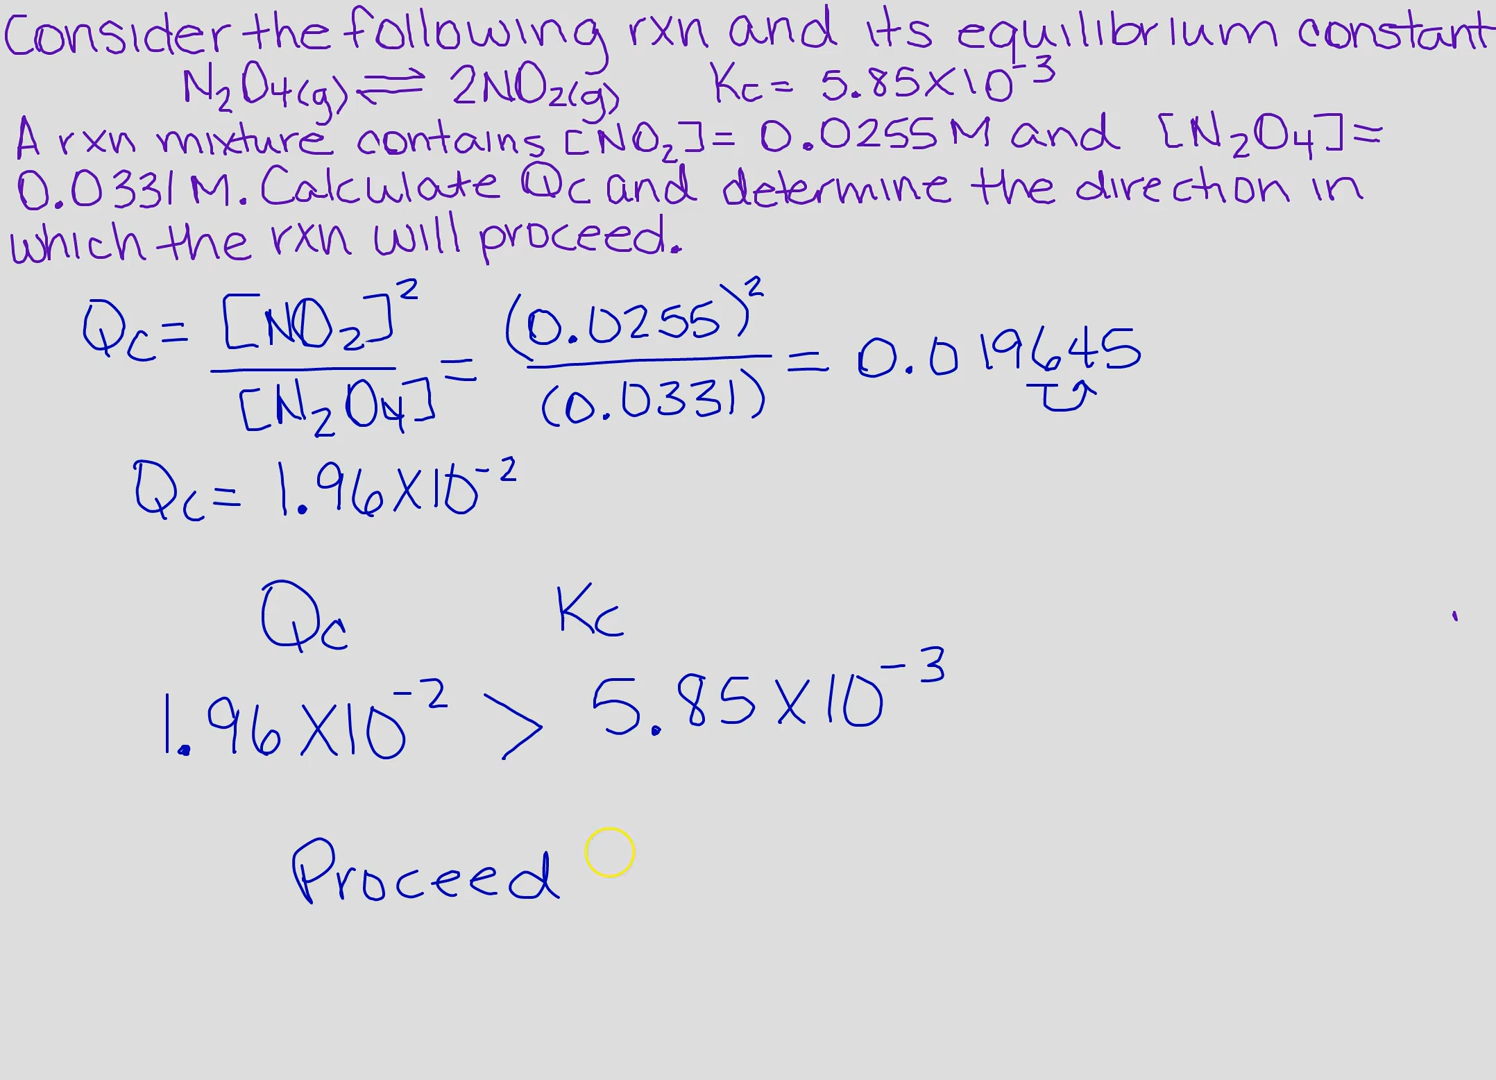 Consider the following rxn and its equilibrium constant
N₂O₄(g) ⇌ 2NO₂(g) Kc = 5.85X10⁻³
A rxn mixture contains [NO₂] = 0.0255M and [N₂O₄] =
0.0331M. Calculate Qc and determine the direction in
which the rxn will proceed.
Qc = [NO₂]²/[N₂O₄] = (0.0255)²/(0.0331) = 0.019645
Qc = 1.96X10⁻²
Qc Kc
1.96X10⁻² > 5.85X10⁻³
Proceed